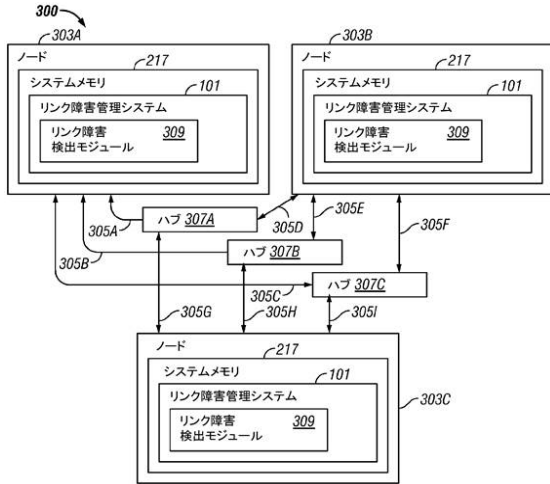 300
303A
303B
ノード
217
システムメモリ
101
リンク障害管理システム
リンク障害 309
検出モジュール
ノード
217
システムメモリ
101
リンク障害管理システム
リンク障害 309
検出モジュール
305A
ハブ 307A
305D
305E
305F
305B
ハブ 307B
305C
ハブ 307C
305G
305H
305I
ノード
217
システムメモリ
101
303C
リンク障害管理システム
リンク障害 309
検出モジュール